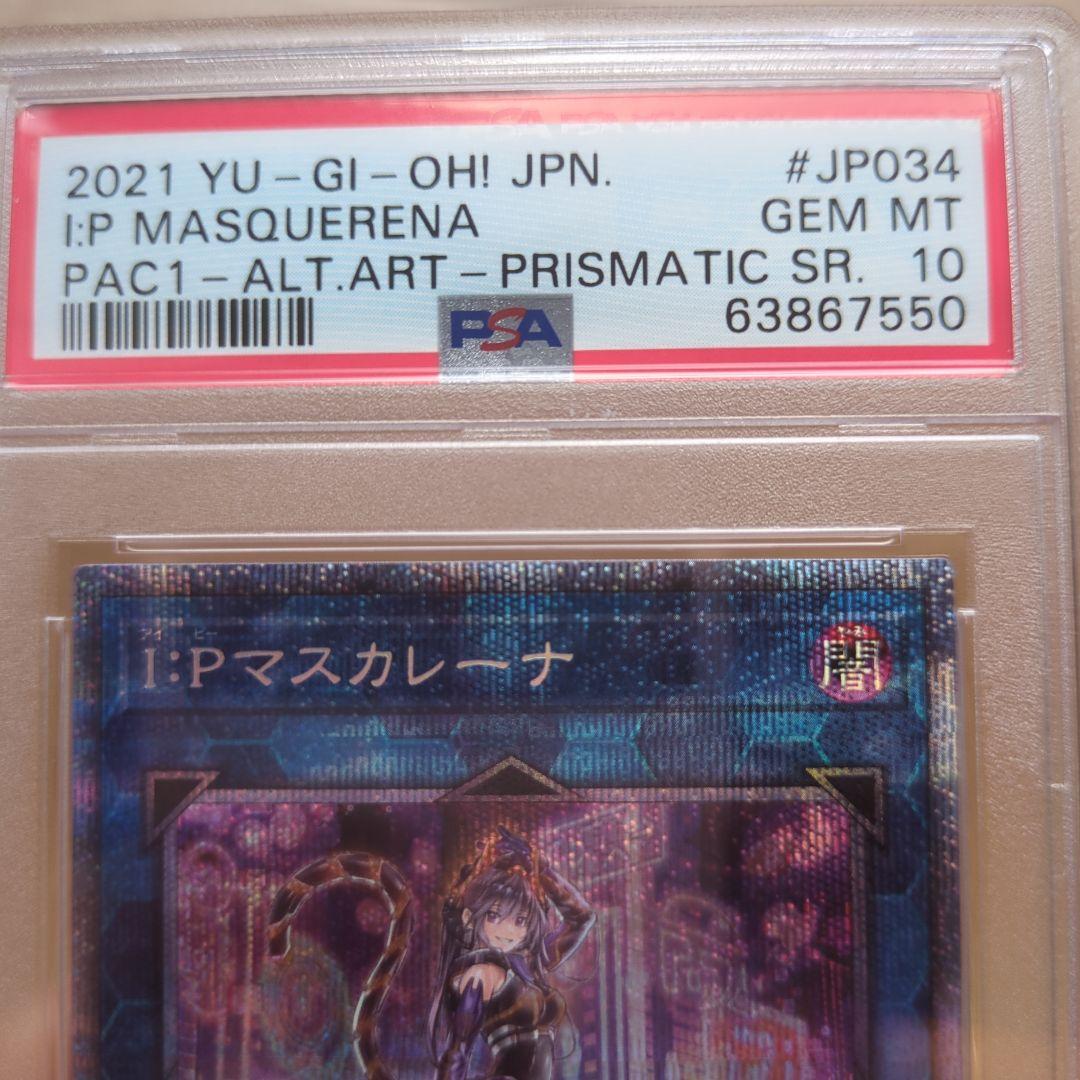 2021 YU-GI-OH! JPN. #JP034
I:P MASQUERENA GEM MT
PAC1-ALT.ART-PRISMATIC SR. 10
PSA 63867550
アイ ピー
I:Pマスカレーナ
闇